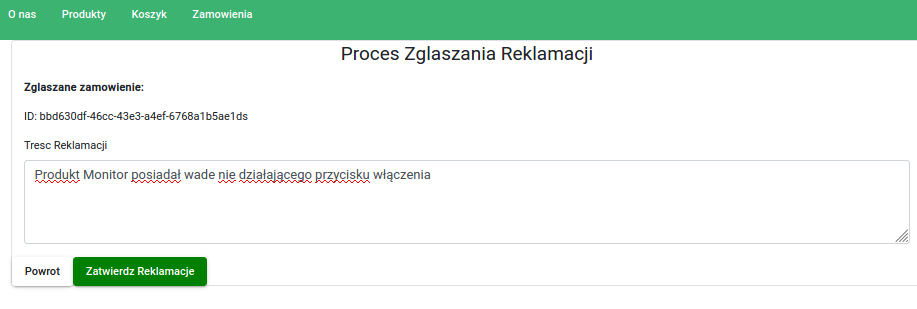 O nas Produkty Koszyk Zamowienia
Proces Zglaszania Reklamacji
Zglaszane zamowienie:
ID: bbd630df-46cc-43e3-a4ef-6768a1b5ae1ds
Tresc Reklamacji
Produkt Monitor posiadał wade nie działającego przycisku włączenia
Powrot Zatwierdz Reklamacje